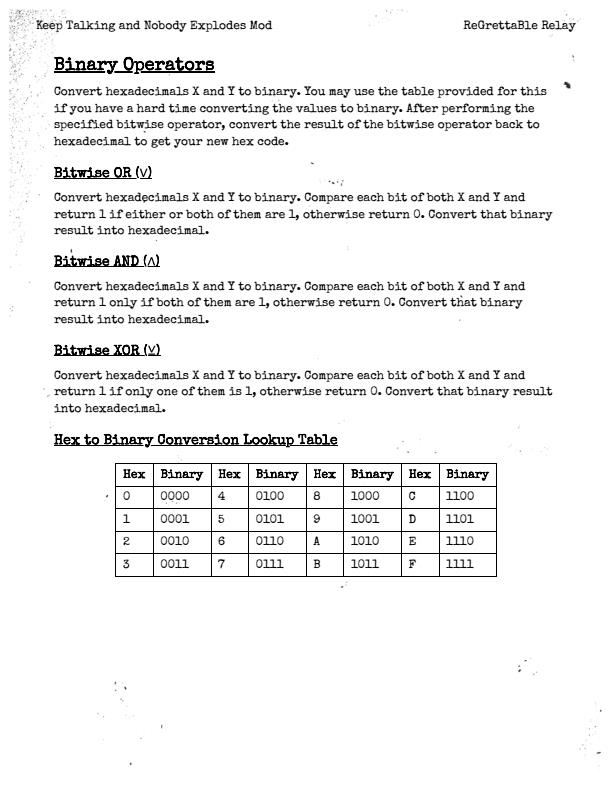 Keep Talking and Nobody Explodes Mod ReGrettaBle Relay
Binary Operators
Convert hexadecimals X and Y to binary. You may use the table provided for this
if you have a hard time converting the values to binary. After performing the
specified bitwise operator, convert the result of the bitwise operator back to
hexadecimal to get your new hex code.
Bitwise OR (∨)
Convert hexadecimals X and Y to binary. Compare each bit of both X and Y and
return 1 if either or both of them are 1, otherwise return 0. Convert that binary
result into hexadecimal.
Bitwise AND (∧)
Convert hexadecimals X and Y to binary. Compare each bit of both X and Y and
return 1 only if both of them are 1, otherwise return 0. Convert that binary
result into hexadecimal.
Bitwise XOR (⊻)
Convert hexadecimals X and Y to binary. Compare each bit of both X and Y and
return 1 if only one of them is 1, otherwise return 0. Convert that binary result
into hexadecimal.
Hex to Binary Conversion Lookup Table
Hex Binary Hex Binary Hex Binary Hex Binary
0 0000 4 0100 8 1000 C 1100
1 0001 5 0101 9 1001 D 1101
2 0010 6 0110 A 1010 E 1110
3 0011 7 0111 B 1011 F 1111